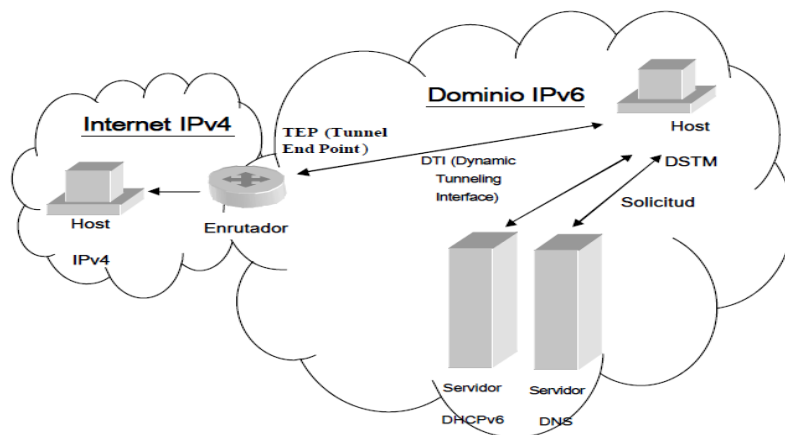 Internet IPv4
Dominio IPv6
TEP (Tunnel
End Point)
Host
DTI (Dynamic
Tunneling
Interface)
DSTM
Solicitud
Host
IPv4
Enrutador
Servidor
DHCPv6
Servidor
DNS